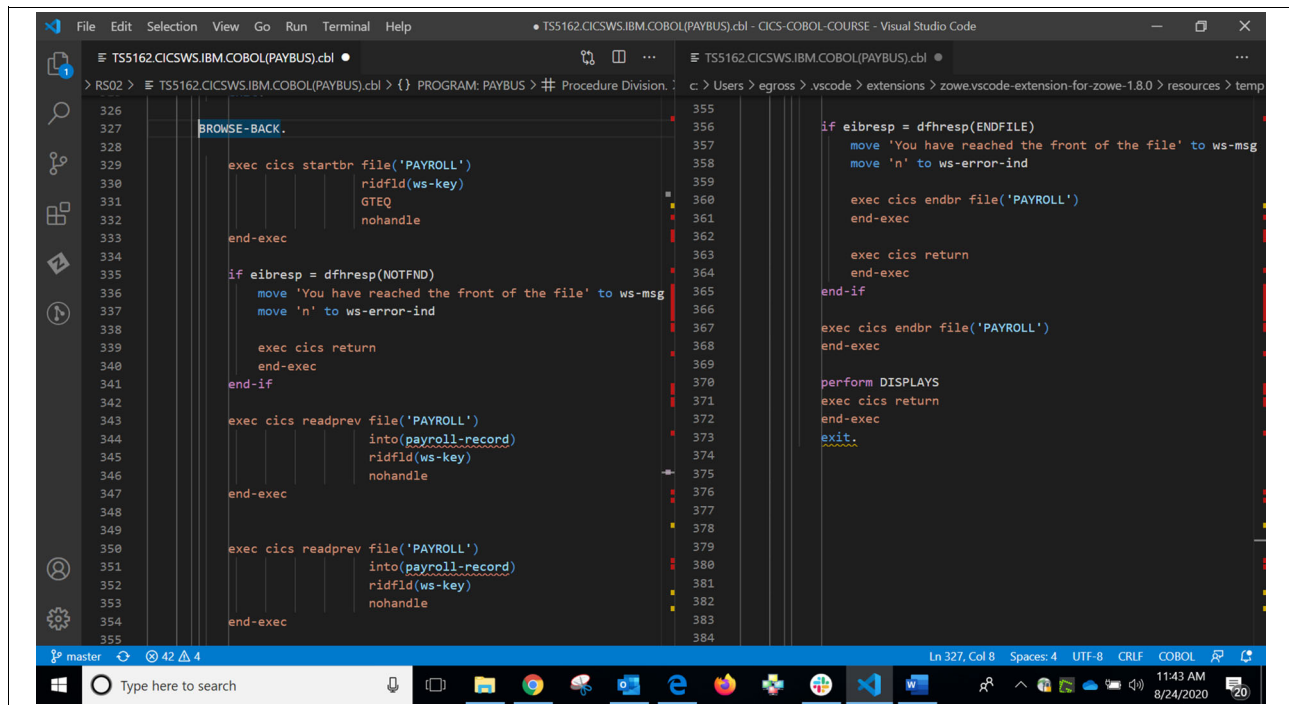 File Edit Selection View Go Run Terminal Help
● TS5162.CICSWS.IBM.COBOL(PAYBUS).cbl - CICS-COBOL-COURSE - Visual Studio Code
TS5162.CICSWS.IBM.COBOL(PAYBUS).cbl ●
> RS02 > TS5162.CICSWS.IBM.COBOL(PAYBUS).cbl > {} PROGRAM: PAYBUS > Procedure Division.
326
327 BROWSE-BACK.
328
329 exec cics startbr file('PAYROLL')
330 ridfld(ws-key)
331 GTEQ
332 nohandle
333 end-exec
334
335 if eibresp = dfhresp(NOTFND)
336 move 'You have reached the front of the file' to ws-msg
337 move 'n' to ws-error-ind
338
339 exec cics return
340 end-exec
341 end-if
342
343 exec cics readprev file('PAYROLL')
344 into(payroll-record)
345 ridfld(ws-key)
346 nohandle
347 end-exec
348
349
350 exec cics readprev file('PAYROLL')
351 into(payroll-record)
352 ridfld(ws-key)
353 nohandle
354 end-exec
355
TS5162.CICSWS.IBM.COBOL(PAYBUS).cbl ●
c: > Users > egross > .vscode > extensions > zowe.vscode-extension-for-zowe-1.8.0 > resources > temp
355
356 if eibresp = dfhresp(ENDFILE)
357 move 'You have reached the front of the file' to ws-msg
358 move 'n' to ws-error-ind
359
360 exec cics endbr file('PAYROLL')
361 end-exec
362
363 exec cics return
364 end-exec
365 end-if
366
367 exec cics endbr file('PAYROLL')
368 end-exec
369
370 perform DISPLAYS
371 exec cics return
372 end-exec
373 exit.
374
375
376
377
378
379
380
381
382
383
384
1
master 42 4
Ln 327, Col 8 Spaces: 4 UTF-8 CRLF COBOL
Type here to search
11:43 AM
8/24/2020
20